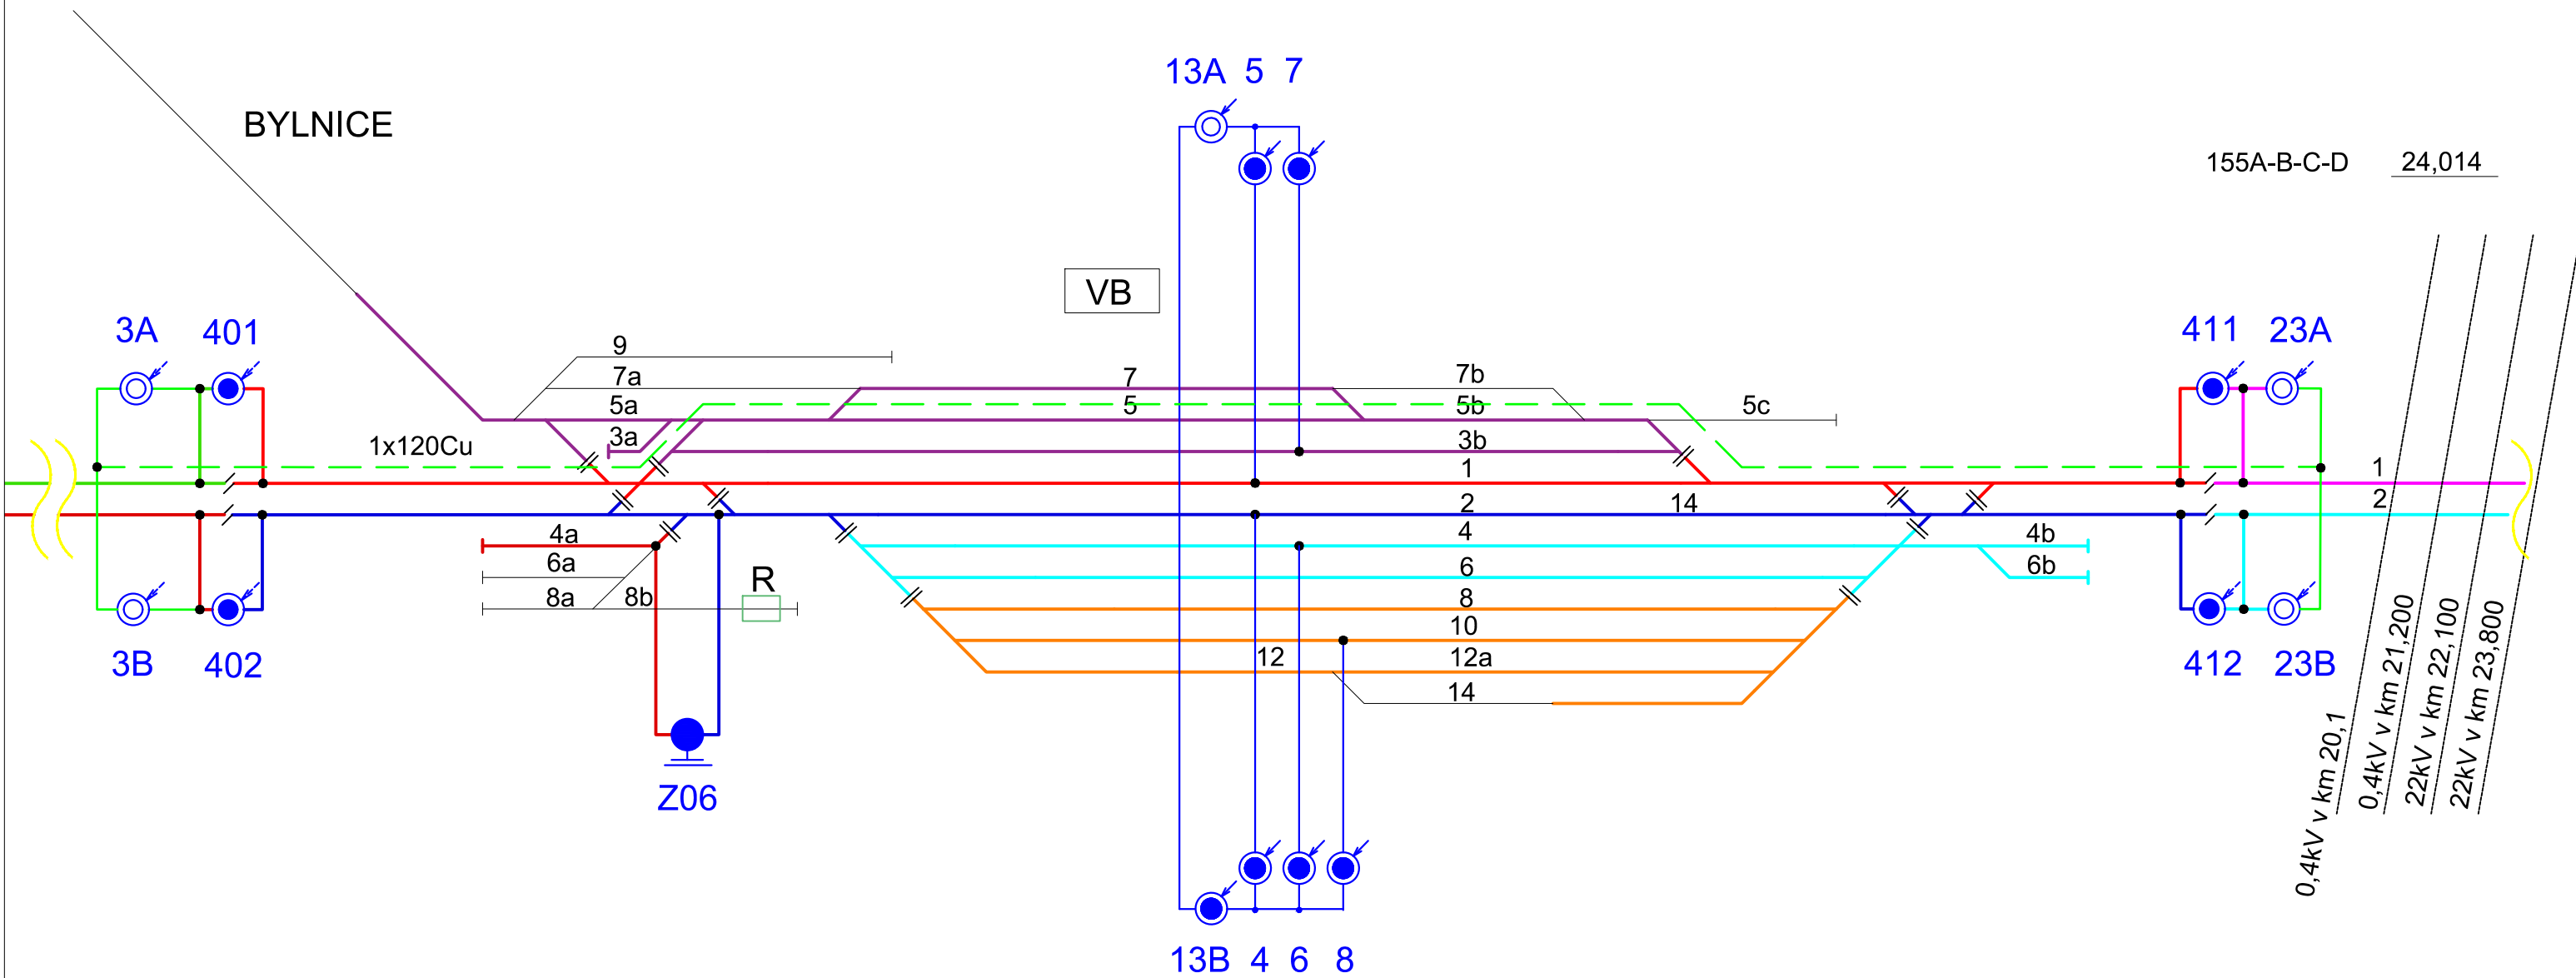 13A 5 7
BYLNICE
155A-B-C-D 24,014
VB
3A 401
411 23A
9
7a 7 7b
5a 5 5b 5c
3a 3b
1x120Cu
1 1
2 14 2
4a 4 4b
6a 6 6b
8a 8b R 8
10
12 12a
14
3B 402
412 23B
Z06
0,4kV v km 20,1
0,4kV v km 21,200
22kV v km 22,100
22kV v km 23,800
13B 4 6 8